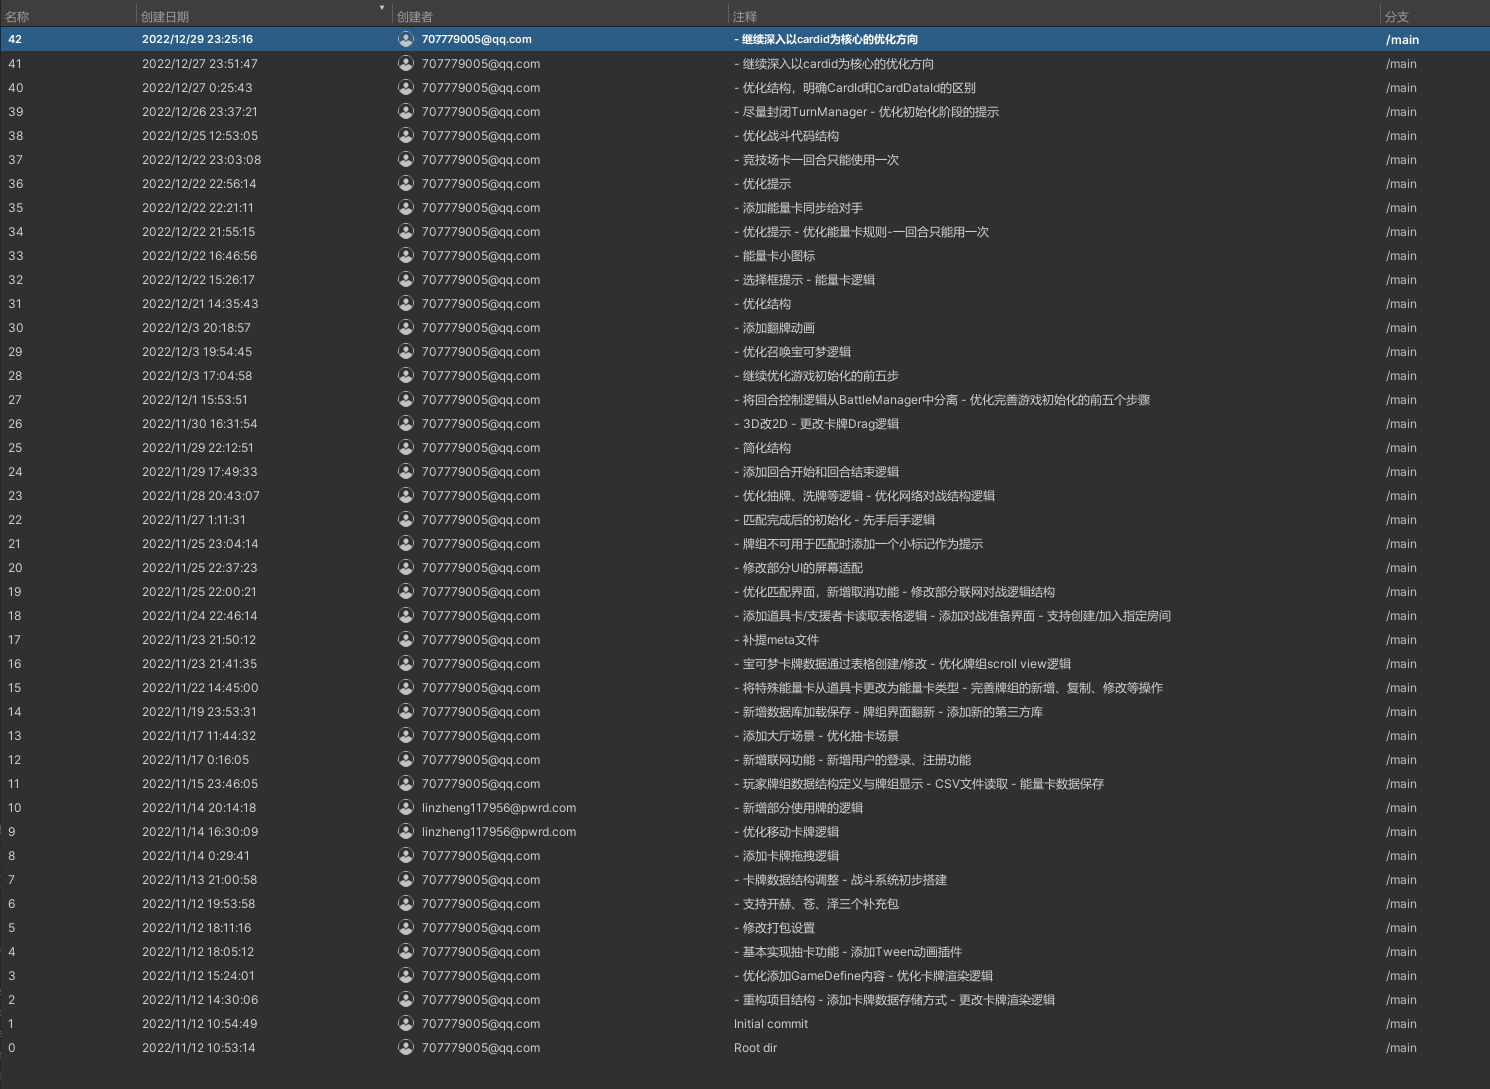 名称 创建日期 创建者 注释 分支
42 2022/12/29 23:25:16 707779005@qq.com - 继续深入以cardid为核心的优化方向 /main
41 2022/12/27 23:51:47 707779005@qq.com - 继续深入以cardid为核心的优化方向 /main
40 2022/12/27 0:25:43 707779005@qq.com - 优化结构，明确CardId和CardDataId的区别 /main
39 2022/12/26 23:37:21 707779005@qq.com - 尽量封闭TurnManager - 优化初始化阶段的提示 /main
38 2022/12/25 12:53:05 707779005@qq.com - 优化战斗代码结构 /main
37 2022/12/22 23:03:08 707779005@qq.com - 竞技场卡一回合只能使用一次 /main
36 2022/12/22 22:56:14 707779005@qq.com - 优化提示 /main
35 2022/12/22 22:21:11 707779005@qq.com - 添加能量卡同步给对手 /main
34 2022/12/22 21:55:15 707779005@qq.com - 优化提示 - 优化能量卡规则-一回合只能用一次 /main
33 2022/12/22 16:46:56 707779005@qq.com - 能量卡小图标 /main
32 2022/12/22 15:26:17 707779005@qq.com - 选择框提示 - 能量卡逻辑 /main
31 2022/12/21 14:35:43 707779005@qq.com - 优化结构 /main
30 2022/12/3 20:18:57 707779005@qq.com - 添加翻牌动画 /main
29 2022/12/3 19:54:45 707779005@qq.com - 优化召唤宝可梦逻辑 /main
28 2022/12/3 17:04:58 707779005@qq.com - 继续优化游戏初始化的前五步 /main
27 2022/12/1 15:53:51 707779005@qq.com - 将回合控制逻辑从BattleManager中分离 - 优化完善游戏初始化的前五个步骤 /main
26 2022/11/30 16:31:54 707779005@qq.com - 3D改2D - 更改卡牌Drag逻辑 /main
25 2022/11/29 22:12:51 707779005@qq.com - 简化结构 /main
24 2022/11/29 17:49:33 707779005@qq.com - 添加回合开始和回合结束逻辑 /main
23 2022/11/28 20:43:07 707779005@qq.com - 优化抽牌、洗牌等逻辑 - 优化网络对战结构逻辑 /main
22 2022/11/27 1:11:31 707779005@qq.com - 匹配完成后的初始化 - 先手后手逻辑 /main
21 2022/11/25 23:04:14 707779005@qq.com - 牌组不可用于匹配时添加一个小标记作为提示 /main
20 2022/11/25 22:37:23 707779005@qq.com - 修改部分UI的屏幕适配 /main
19 2022/11/25 22:00:21 707779005@qq.com - 优化匹配界面，新增取消功能 - 修改部分联网对战逻辑结构 /main
18 2022/11/24 22:46:14 707779005@qq.com - 添加道具卡/支援者卡读取表格逻辑 - 添加对战准备界面 - 支持创建/加入指定房间 /main
17 2022/11/23 21:50:12 707779005@qq.com - 补提meta文件 /main
16 2022/11/23 21:41:35 707779005@qq.com - 宝可梦卡牌数据通过表格创建/修改 - 优化牌组scroll view逻辑 /main
15 2022/11/22 14:45:00 707779005@qq.com - 将特殊能量卡从道具卡更改为能量卡类型 - 完善牌组的新增、复制、修改等操作 /main
14 2022/11/19 23:53:31 707779005@qq.com - 新增数据库加载保存 - 牌组界面翻新 - 添加新的第三方库 /main
13 2022/11/17 11:44:32 707779005@qq.com - 添加大厅场景 - 优化抽卡场景 /main
12 2022/11/17 0:16:05 707779005@qq.com - 新增联网功能 - 新增用户的登录、注册功能 /main
11 2022/11/15 23:46:05 707779005@qq.com - 玩家牌组数据结构定义与牌组显示 - CSV文件读取 - 能量卡数据保存 /main
10 2022/11/14 20:14:18 linzheng117956@pwrd.com - 新增部分使用牌的逻辑 /main
9 2022/11/14 16:30:09 linzheng117956@pwrd.com - 优化移动卡牌逻辑 /main
8 2022/11/14 0:29:41 707779005@qq.com - 添加卡牌拖拽逻辑 /main
7 2022/11/13 21:00:58 707779005@qq.com - 卡牌数据结构调整 - 战斗系统初步搭建 /main
6 2022/11/12 19:53:58 707779005@qq.com - 支持开赫、苍、泽三个补充包 /main
5 2022/11/12 18:11:16 707779005@qq.com - 修改打包设置 /main
4 2022/11/12 18:05:12 707779005@qq.com - 基本实现抽卡功能 - 添加Tween动画插件 /main
3 2022/11/12 15:24:01 707779005@qq.com - 优化添加GameDefine内容 - 优化卡牌渲染逻辑 /main
2 2022/11/12 14:30:06 707779005@qq.com - 重构项目结构 - 添加卡牌数据存储方式 - 更改卡牌渲染逻辑 /main
1 2022/11/12 10:54:49 707779005@qq.com Initial commit /main
0 2022/11/12 10:53:14 707779005@qq.com Root dir /main